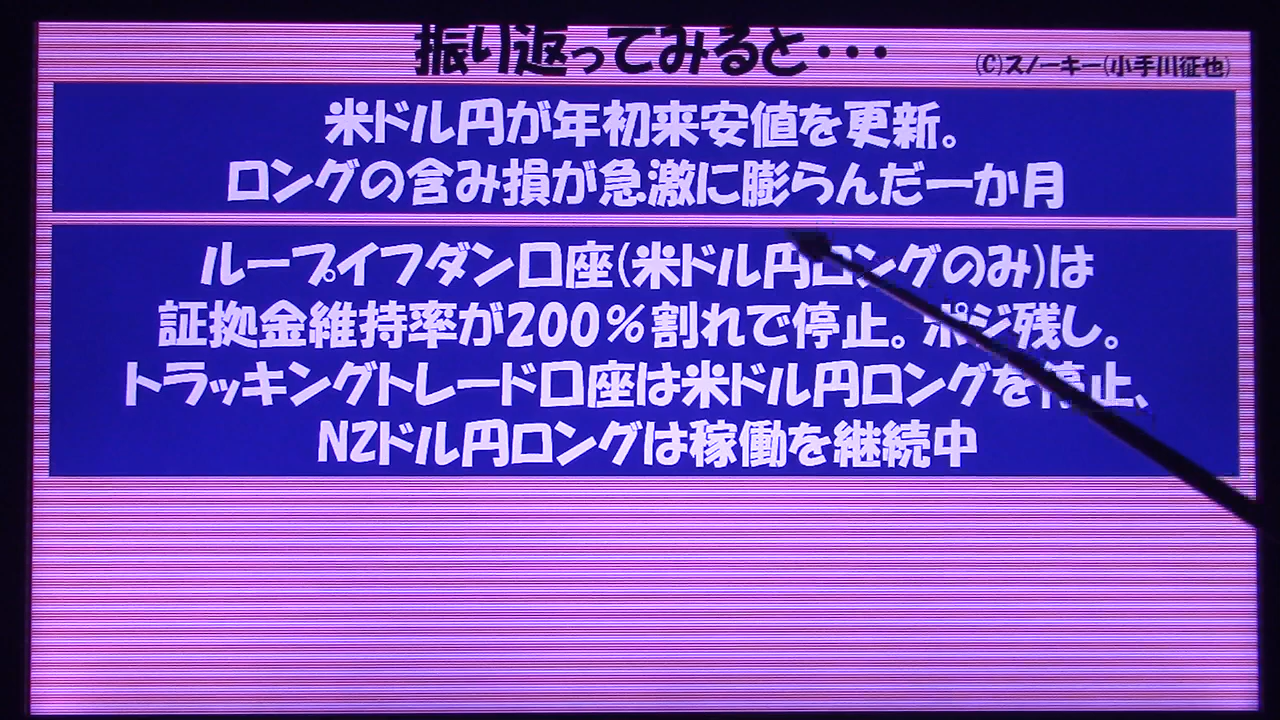 振り返ってみると・・・
(C)スノーキー(小手川征也)
米ドル円が年初来安値を更新。
ロングの含み損が急激に膨らんだ一か月
ループイフダン口座(米ドル円ロングのみ)は
証拠金維持率が200％割れで停止。ポジ残し。
トラッキングトレード口座は米ドル円ロングを停止、
NZドル円ロングは稼働を継続中